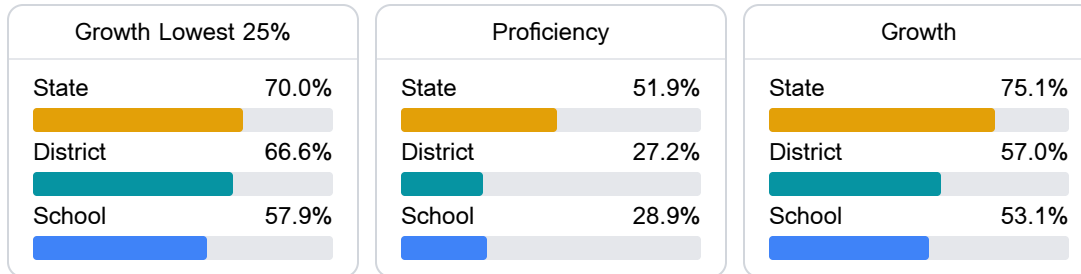 Growth Lowest 25%
State 70.0%
District 66.6%
School 57.9%
Proficiency
State 51.9%
District 27.2%
School 28.9%
Growth
State 75.1%
District 57.0%
School 53.1%